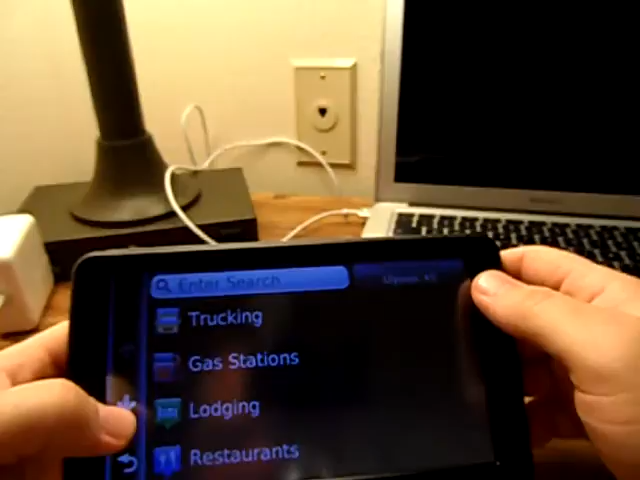 Enter Search
Trucking
Gas Stations
Lodging
Restaurants